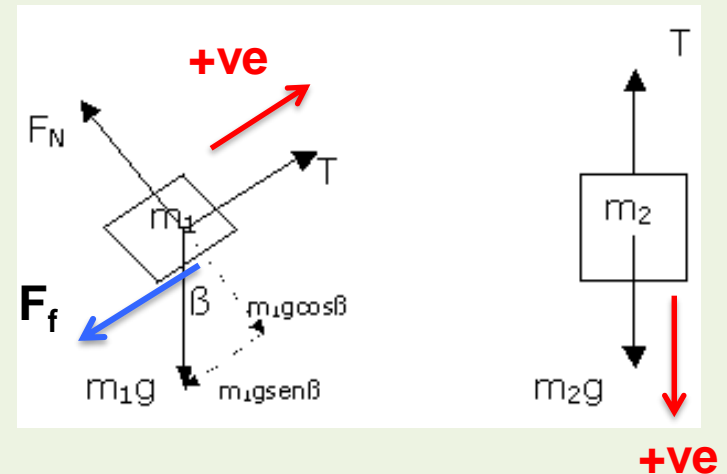 +ve
T
F_N
T
m₁
m₂
F_f
β
m₁gcosβ
m₁g
m₁gsenβ
m₂g
+ve